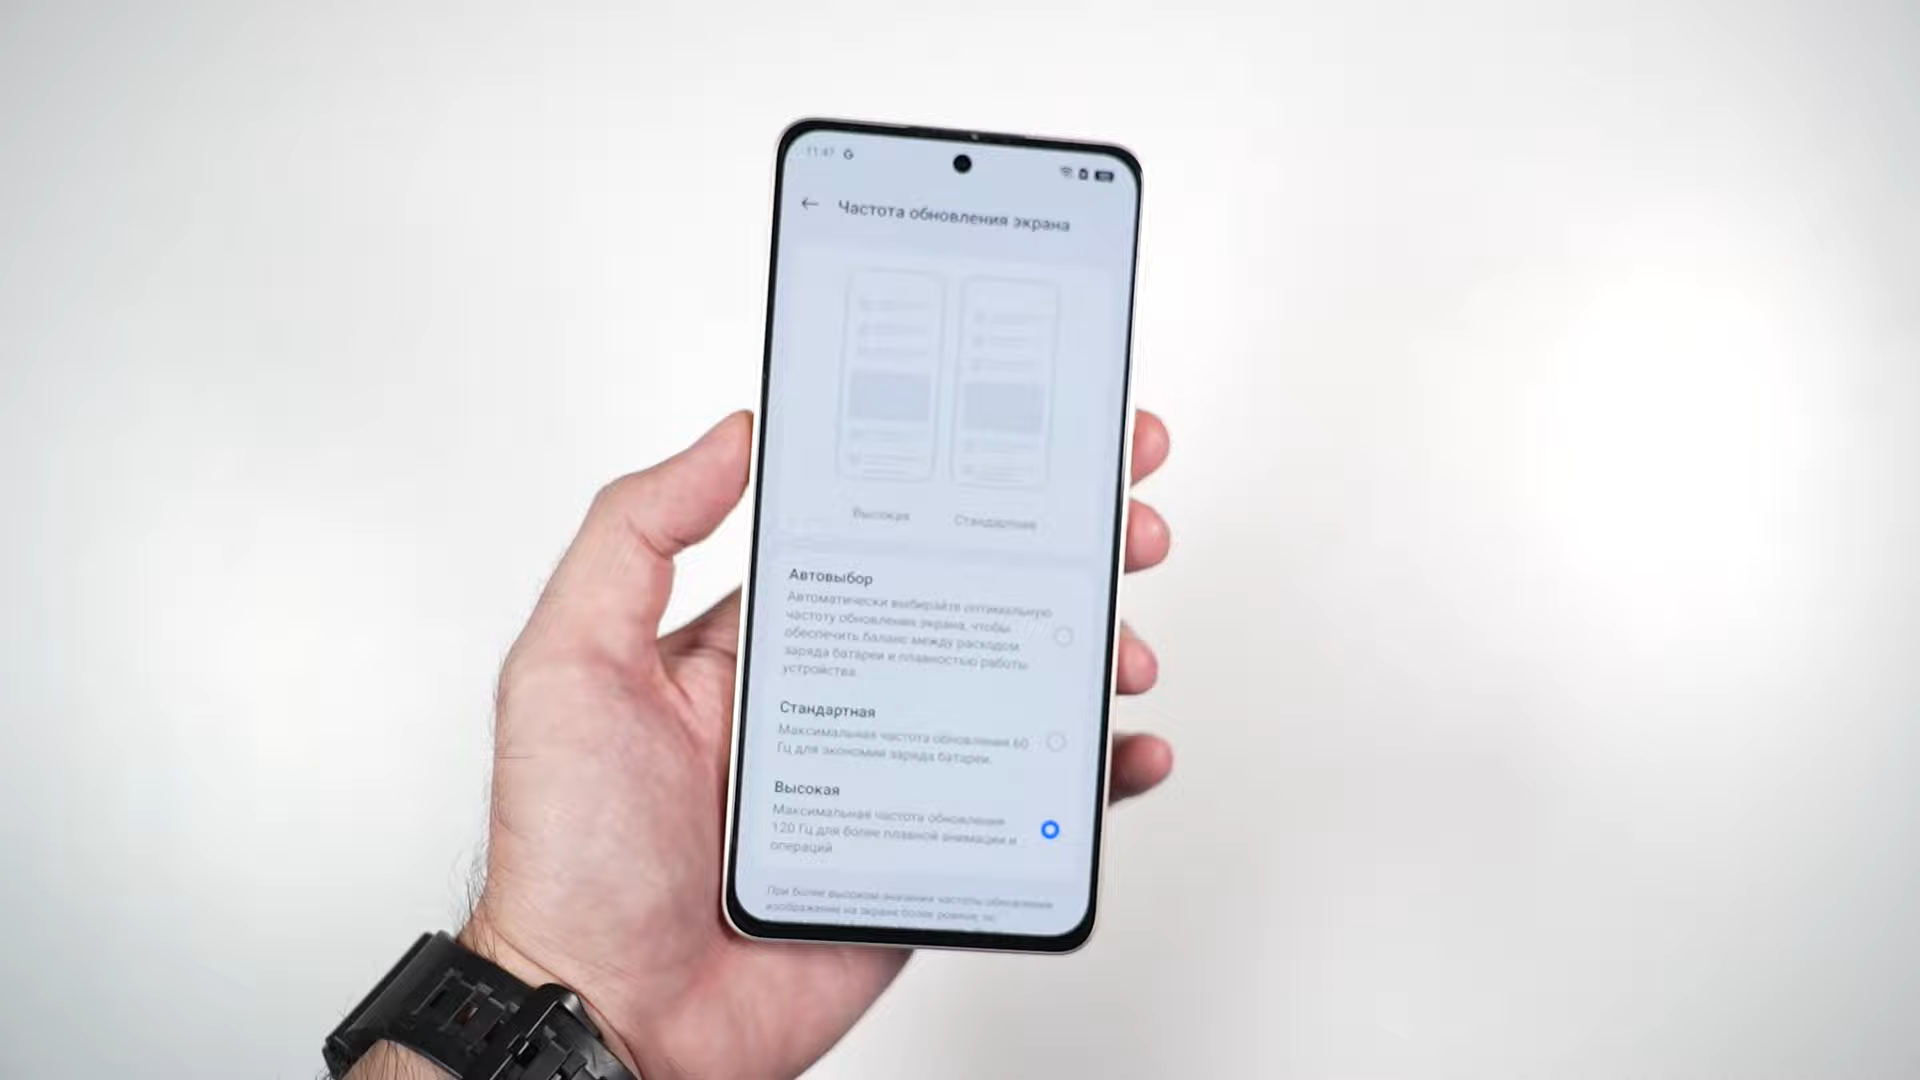 11:47 G
Частота обновления экрана
Высокая Стандартная
Автовыбор
Автоматически выбирайте оптимальную
частоту обновления экрана, чтобы
обеспечить баланс между расходом
заряда батареи и плавностью работы
устройства.
Стандартная
Максимальная частота обновления 60
Гц для экономии заряда батареи.
Высокая
Максимальная частота обновления
120 Гц для более плавной анимации и
операций
При более высоком значении частоты обновления
изображение на экране более ровное, но